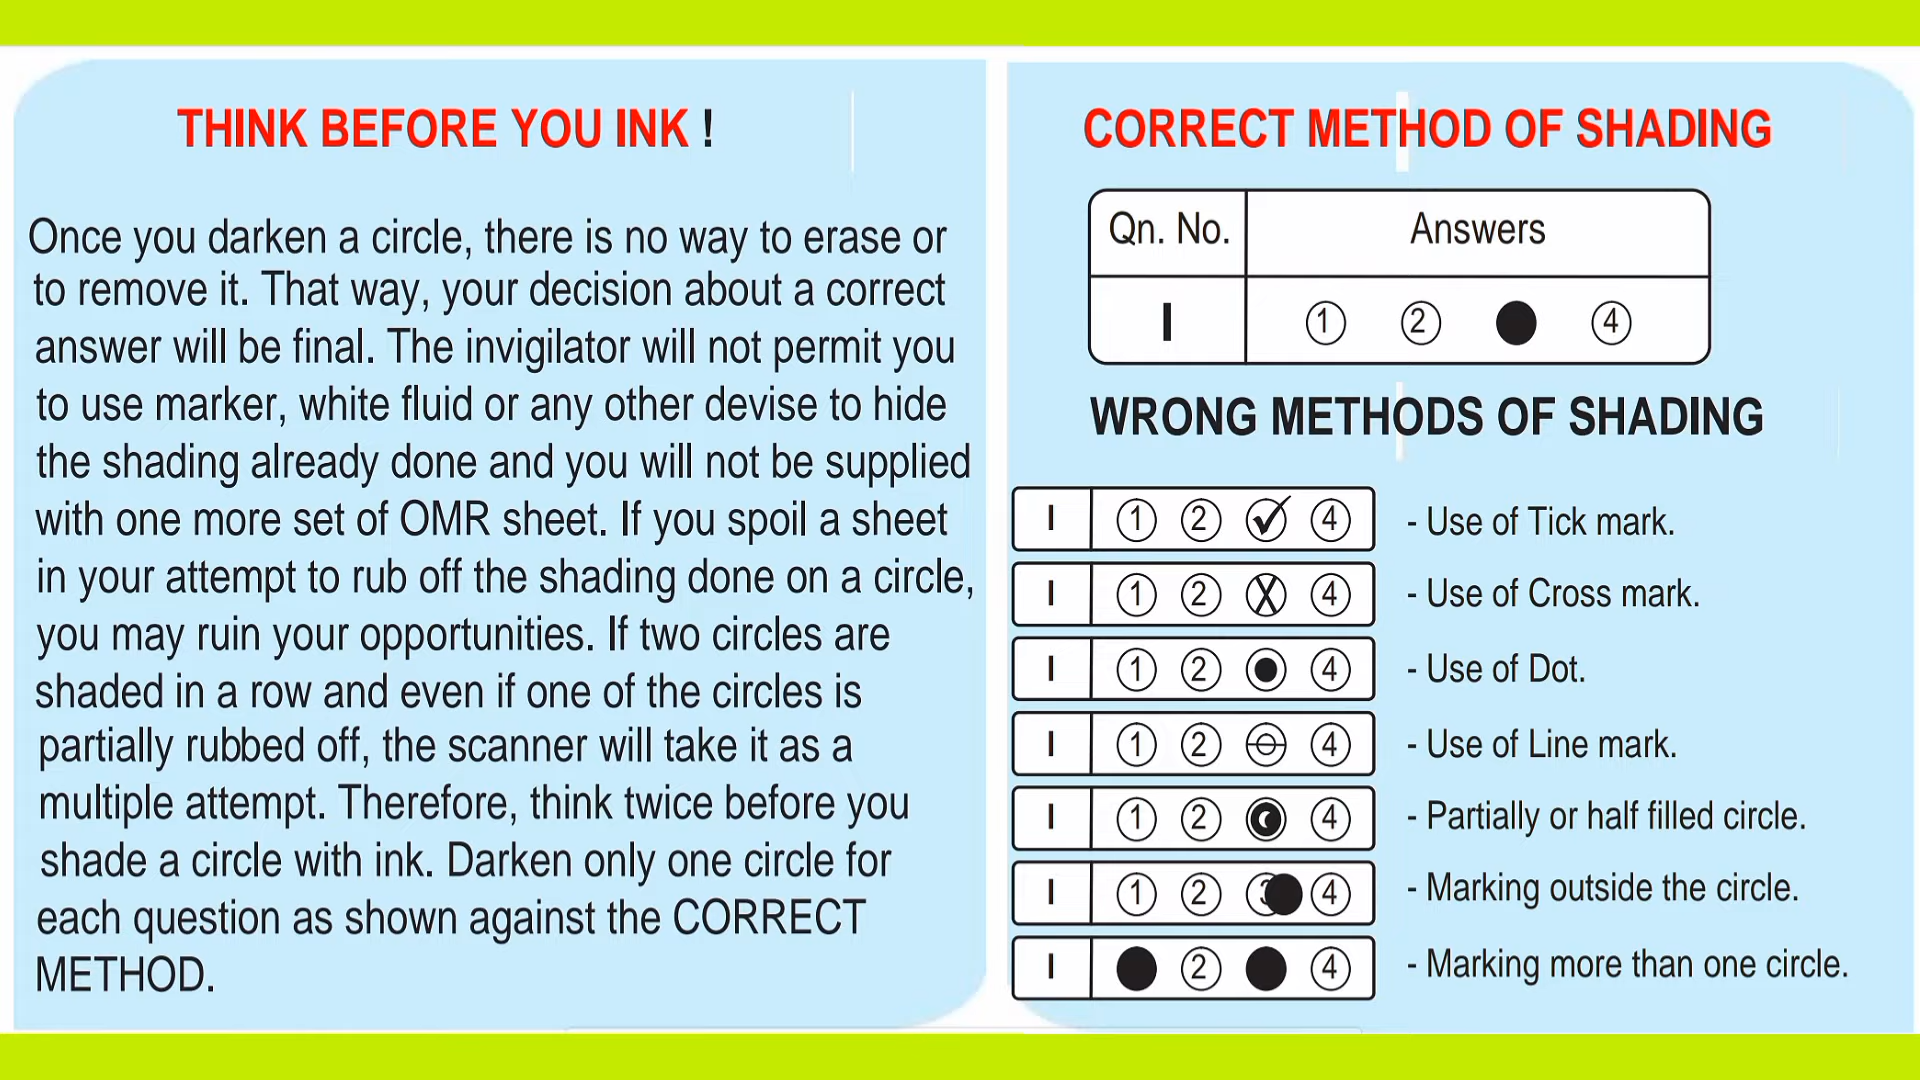 THINK BEFORE YOU INK !
Once you darken a circle, there is no way to erase or
to remove it. That way, your decision about a correct
answer will be final. The invigilator will not permit you
to use marker, white fluid or any other devise to hide
the shading already done and you will not be supplied
with one more set of OMR sheet. If you spoil a sheet
in your attempt to rub off the shading done on a circle,
you may ruin your opportunities. If two circles are
shaded in a row and even if one of the circles is
partially rubbed off, the scanner will take it as a
multiple attempt. Therefore, think twice before you
shade a circle with ink. Darken only one circle for
each question as shown against the CORRECT
METHOD.
CORRECT METHOD OF SHADING
Qn. No. Answers
I 1 2 4
WRONG METHODS OF SHADING
I 1 2 4 - Use of Tick mark.
I 1 2 4 - Use of Cross mark.
I 1 2 4 - Use of Dot.
I 1 2 4 - Use of Line mark.
I 1 2 4 - Partially or half filled circle.
I 1 2 3 4 - Marking outside the circle.
I 2 4 - Marking more than one circle.